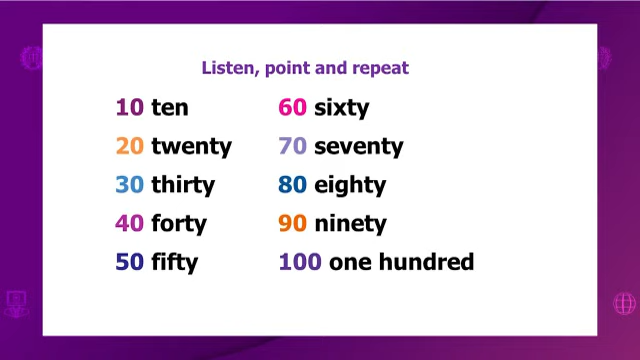 Listen, point and repeat
10 ten
20 twenty
30 thirty
40 forty
50 fifty
60 sixty
70 seventy
80 eighty
90 ninety
100 one hundred